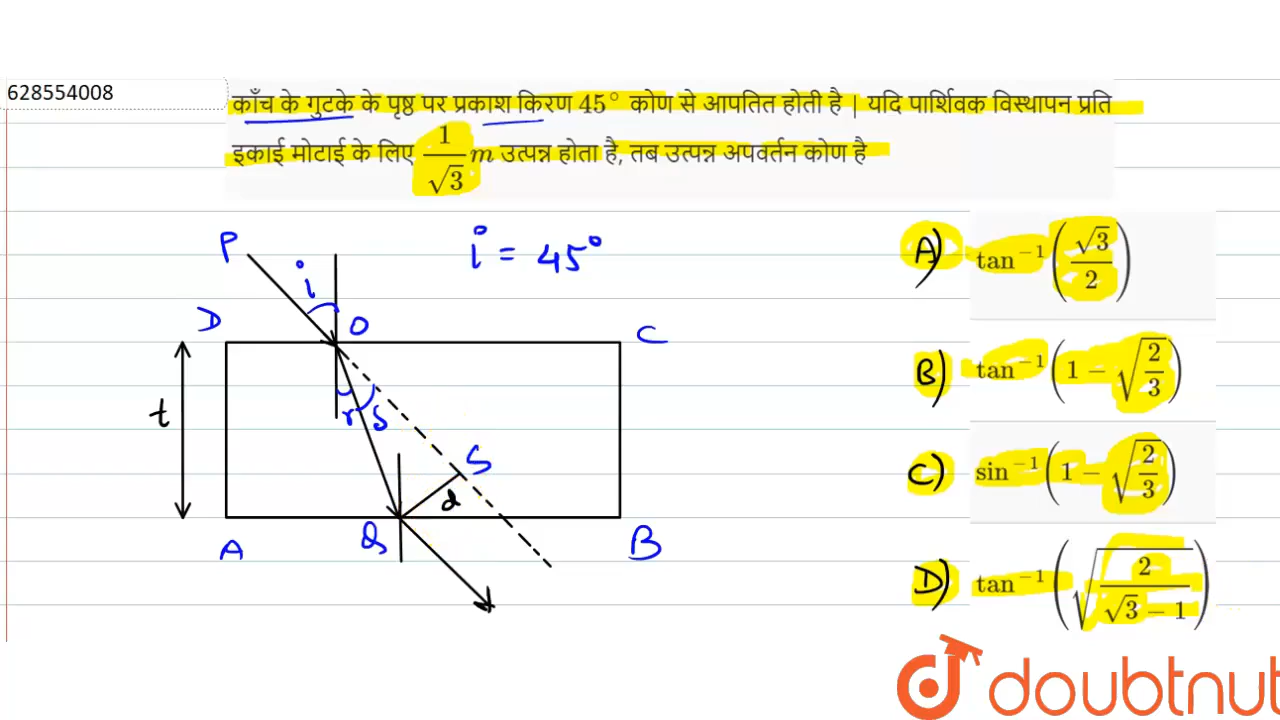 628554008
काँच के गुटके के पृष्ठ पर प्रकाश किरण 45° कोण से आपतित होती है | यदि पार्श्विक विस्थापन प्रति
इकाई मोटाई के लिए 1/√3 m उत्पन्न होता है, तब उत्पन्न अपवर्तन कोण है
P i i = 45°
D O C
t r δ
S
d
A Q B
A) tan⁻¹(√3/2)
B) tan⁻¹(1 − √(2/3))
C) sin⁻¹(1 − √(2/3))
D) tan⁻¹(√(2/(√3 − 1)))
doubtnut